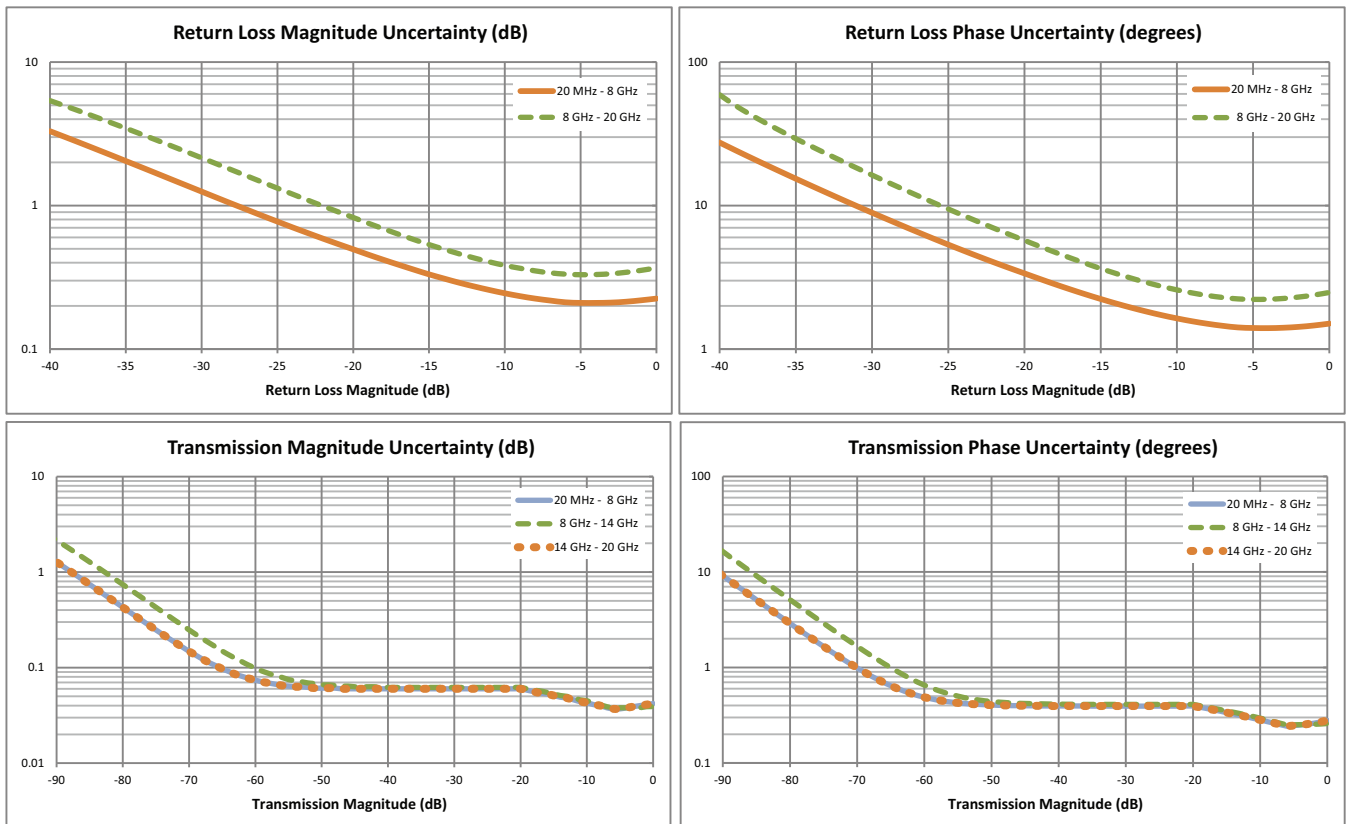 Return Loss Magnitude Uncertainty (dB)
10
1
0.1
20 MHz - 8 GHz
8 GHz - 20 GHz
-40 -35 -30 -25 -20 -15 -10 -5 0
Return Loss Magnitude (dB)
Return Loss Phase Uncertainty (degrees)
100
10
1
20 MHz - 8 GHz
8 GHz - 20 GHz
-40 -35 -30 -25 -20 -15 -10 -5 0
Return Loss Magnitude (dB)
Transmission Magnitude Uncertainty (dB)
10
1
0.1
0.01
20 MHz - 8 GHz
8 GHz - 14 GHz
14 GHz - 20 GHz
-90 -80 -70 -60 -50 -40 -30 -20 -10 0
Transmission Magnitude (dB)
Transmission Phase Uncertainty (degrees)
100
10
1
0.1
20 MHz - 8 GHz
8 GHz - 14 GHz
14 GHz - 20 GHz
-90 -80 -70 -60 -50 -40 -30 -20 -10 0
Transmission Magnitude (dB)